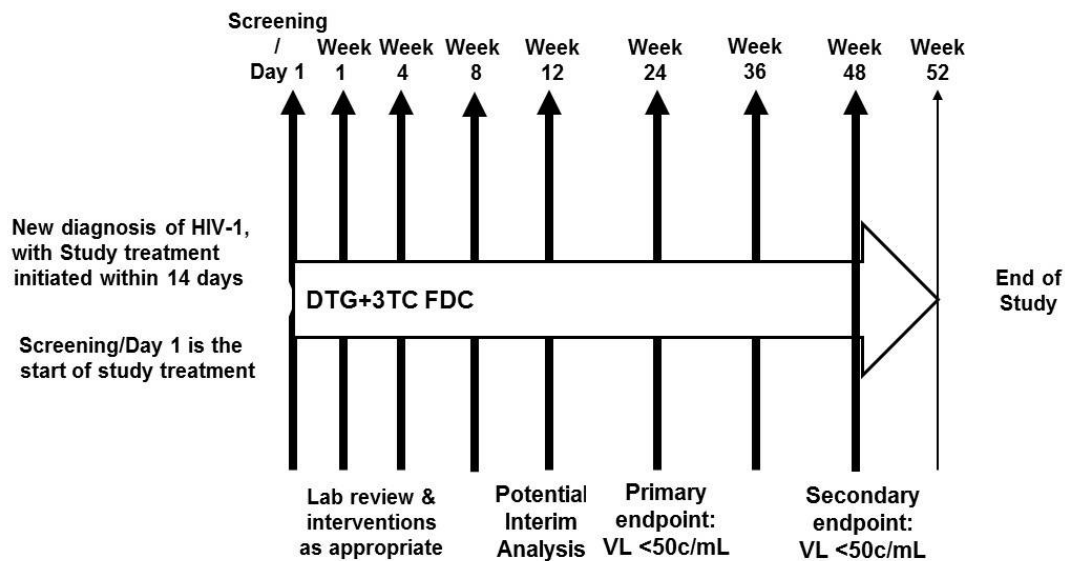 Screening
/
Day 1
Week
1
Week
4
Week
8
Week
12
Week
24
Week
36
Week
48
Week
52
New diagnosis of HIV-1,
with Study treatment
initiated within 14 days
DTG+3TC FDC
End of
Study
Screening/Day 1 is the
start of study treatment
Lab review &
interventions
as appropriate
Potential
Interim
Analysis
Primary
endpoint:
VL <50c/mL
Secondary
endpoint:
VL <50c/mL